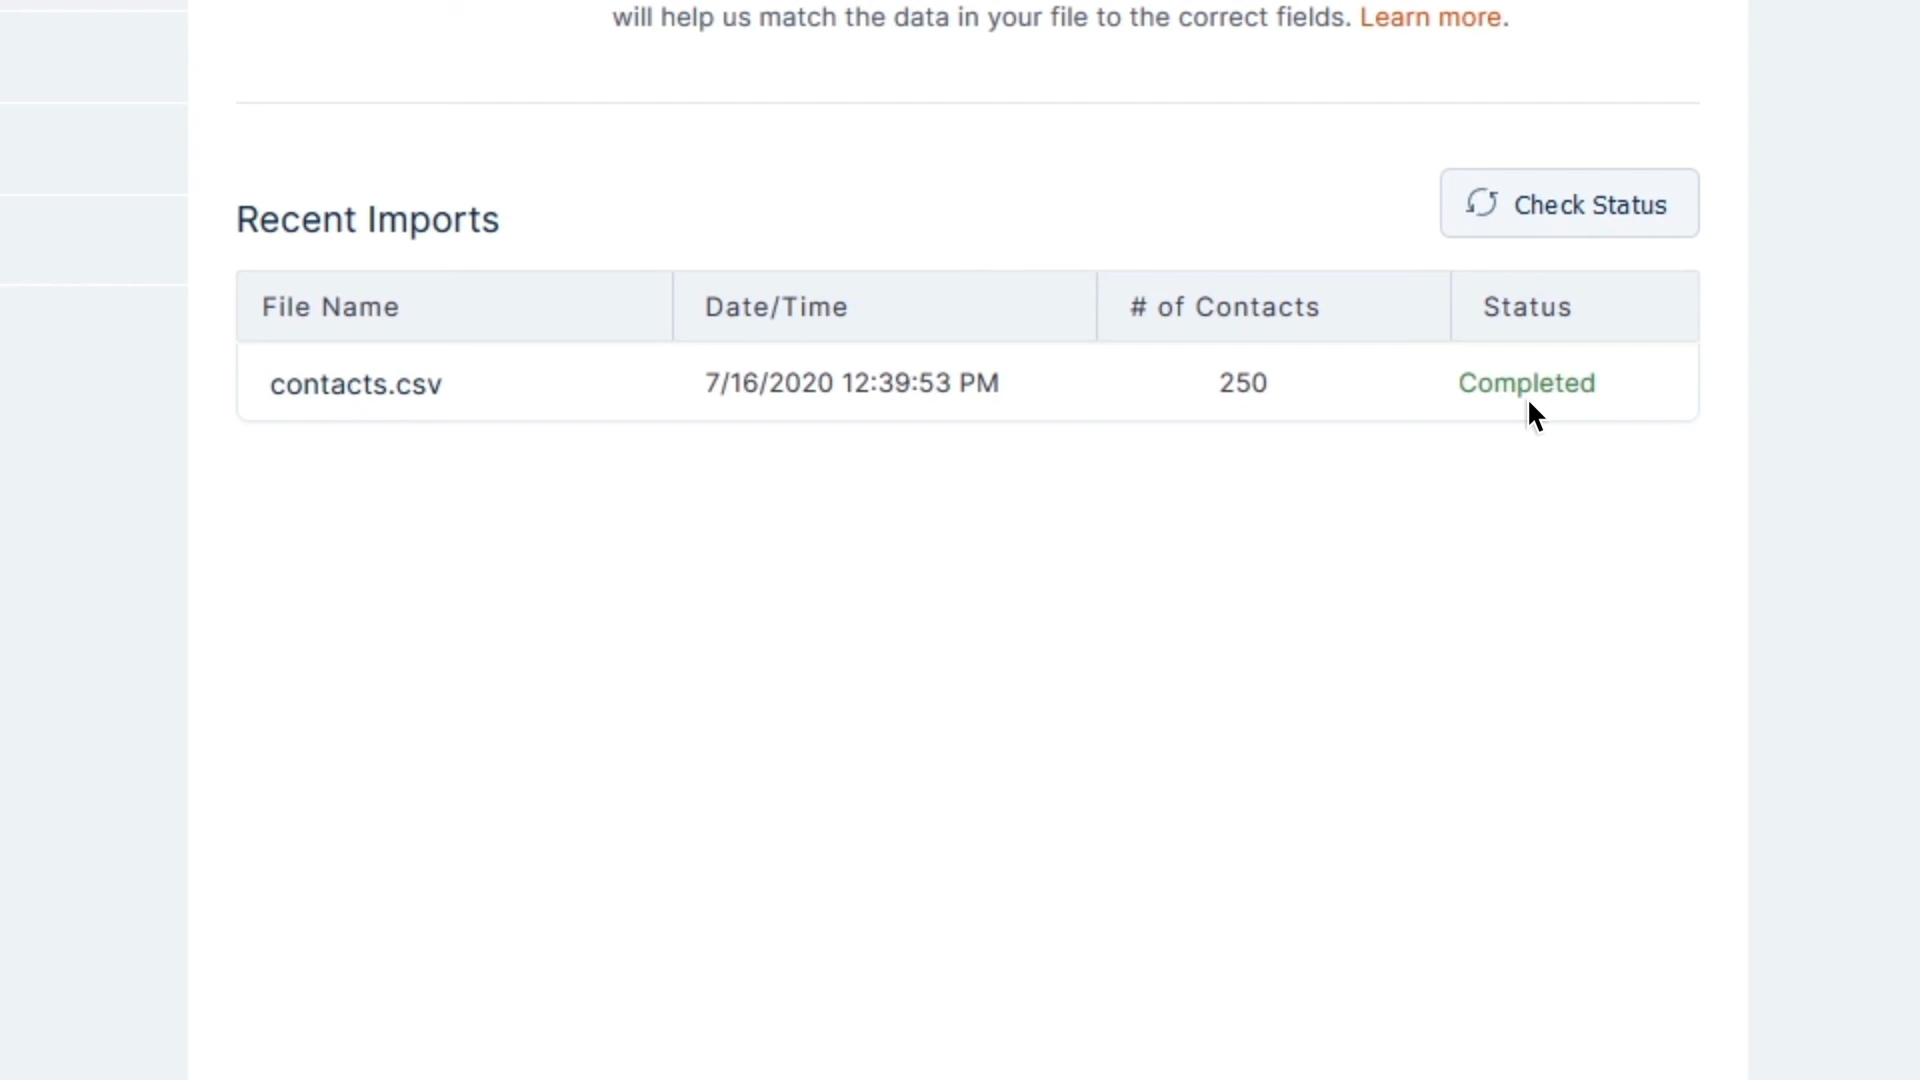 will help us match the data in your file to the correct fields. Learn more.
Check Status
Recent Imports
File Name Date/Time # of Contacts Status
contacts.csv 7/16/2020 12:39:53 PM 250 Completed